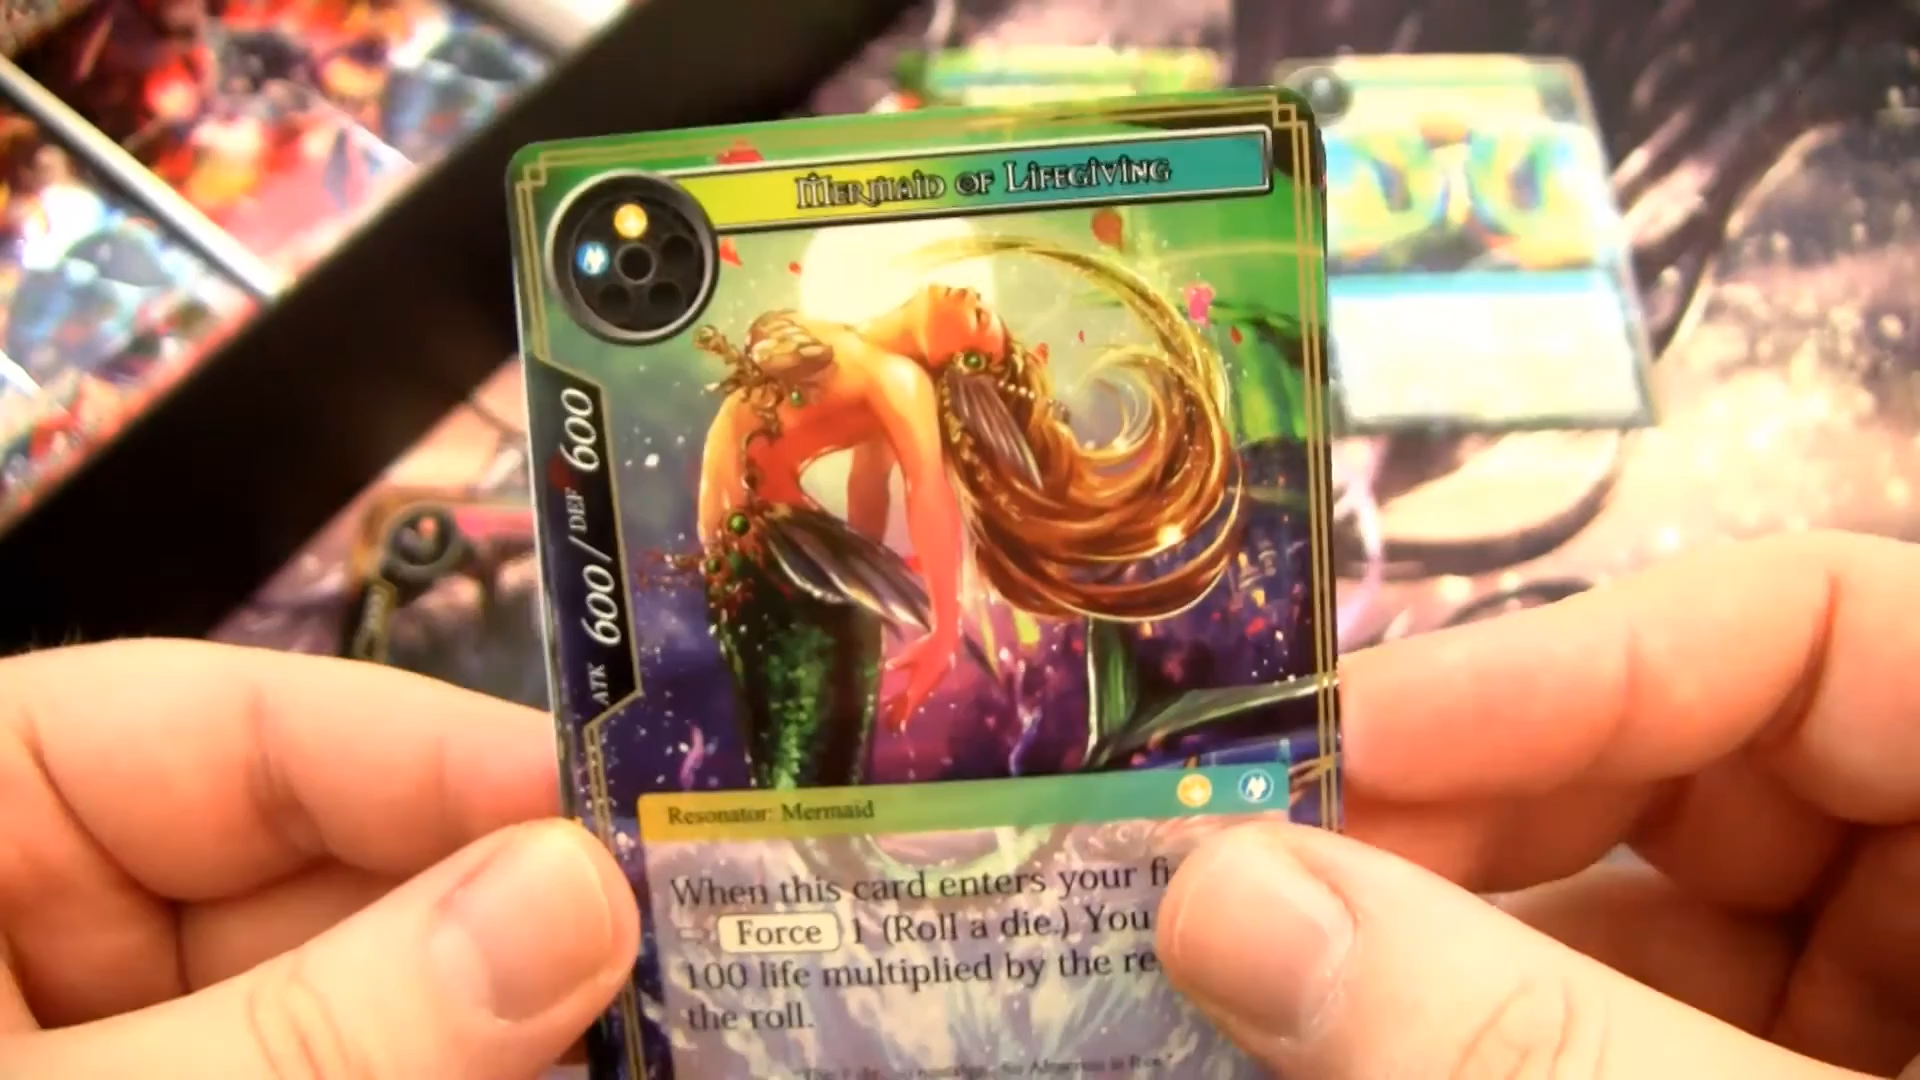 Mermaid of Lifegiving
ATK 600/DEF 600
Resonator: Mermaid
When this card enters your fi
Force 1 (Roll a die.) You
100 life multiplied by the re
the roll.